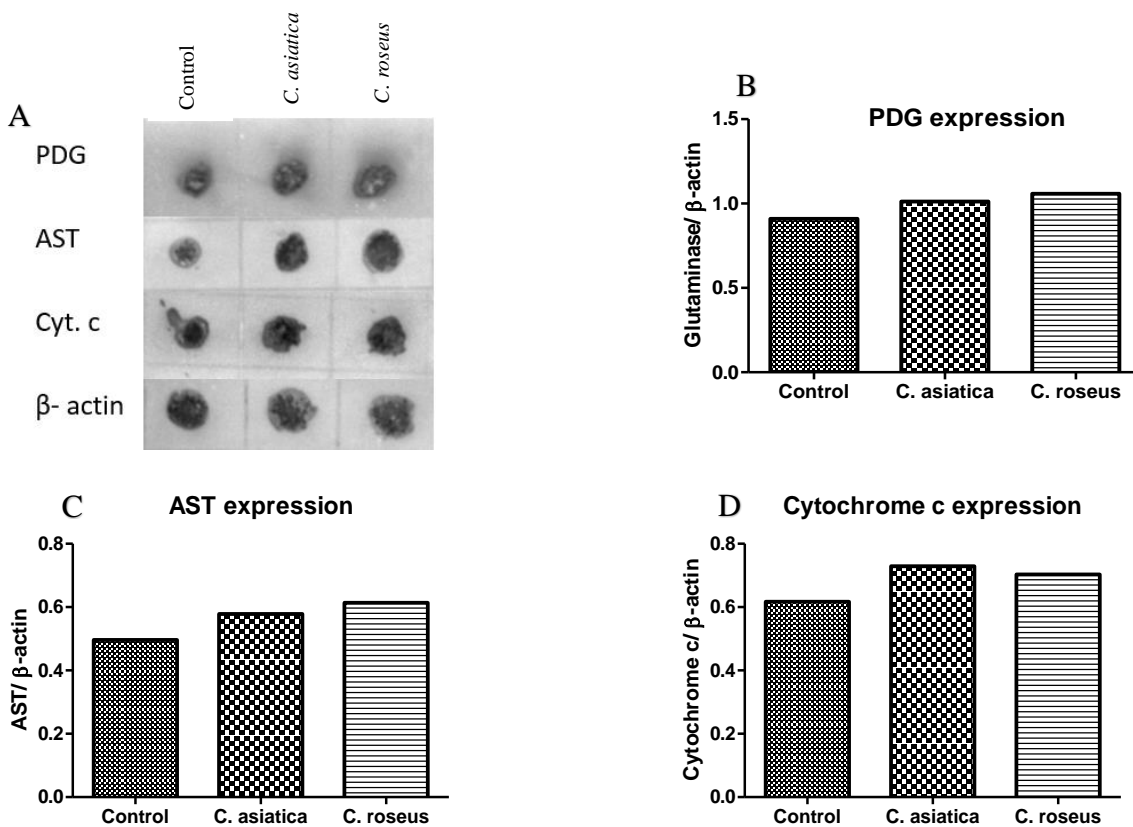 A
Control
C. asiatica
C. roseus
PDG
AST
Cyt. c
β- actin
B
PDG expression
Glutaminase/ β-actin
1.5
1.0
0.5
0.0
Control
C. asiatica
C. roseus
C
AST expression
AST/ β-actin
0.8
0.6
0.4
0.2
0.0
Control
C. asiatica
C. roseus
D
Cytochrome c expression
Cytochrome c/ β-actin
0.8
0.6
0.4
0.2
0.0
Control
C. asiatica
C. roseus